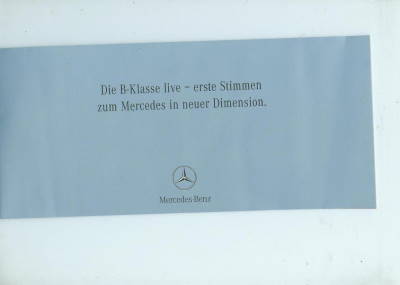 Die B-Klasse live – erste Stimmen
zum Mercedes in neuer Dimension.
Mercedes-Benz